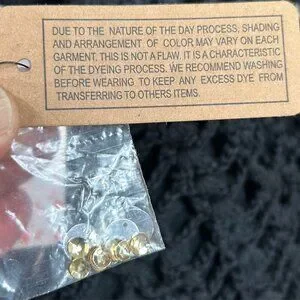 DUE TO THE NATURE OF THE DAY PROCESS, SHADING
AND ARRANGEMENT OF COLOR MAY VARY ON EACH
GARMENT. THIS IS NOT A FLAW, IT IS A CHARACTERISTIC
OF THE DYEING PROCESS. WE RECOMMEND WASHING
BEFORE WEARING TO KEEP ANY EXCESS DYE FROM
TRANSFERRING TO OTHERS ITEMS.